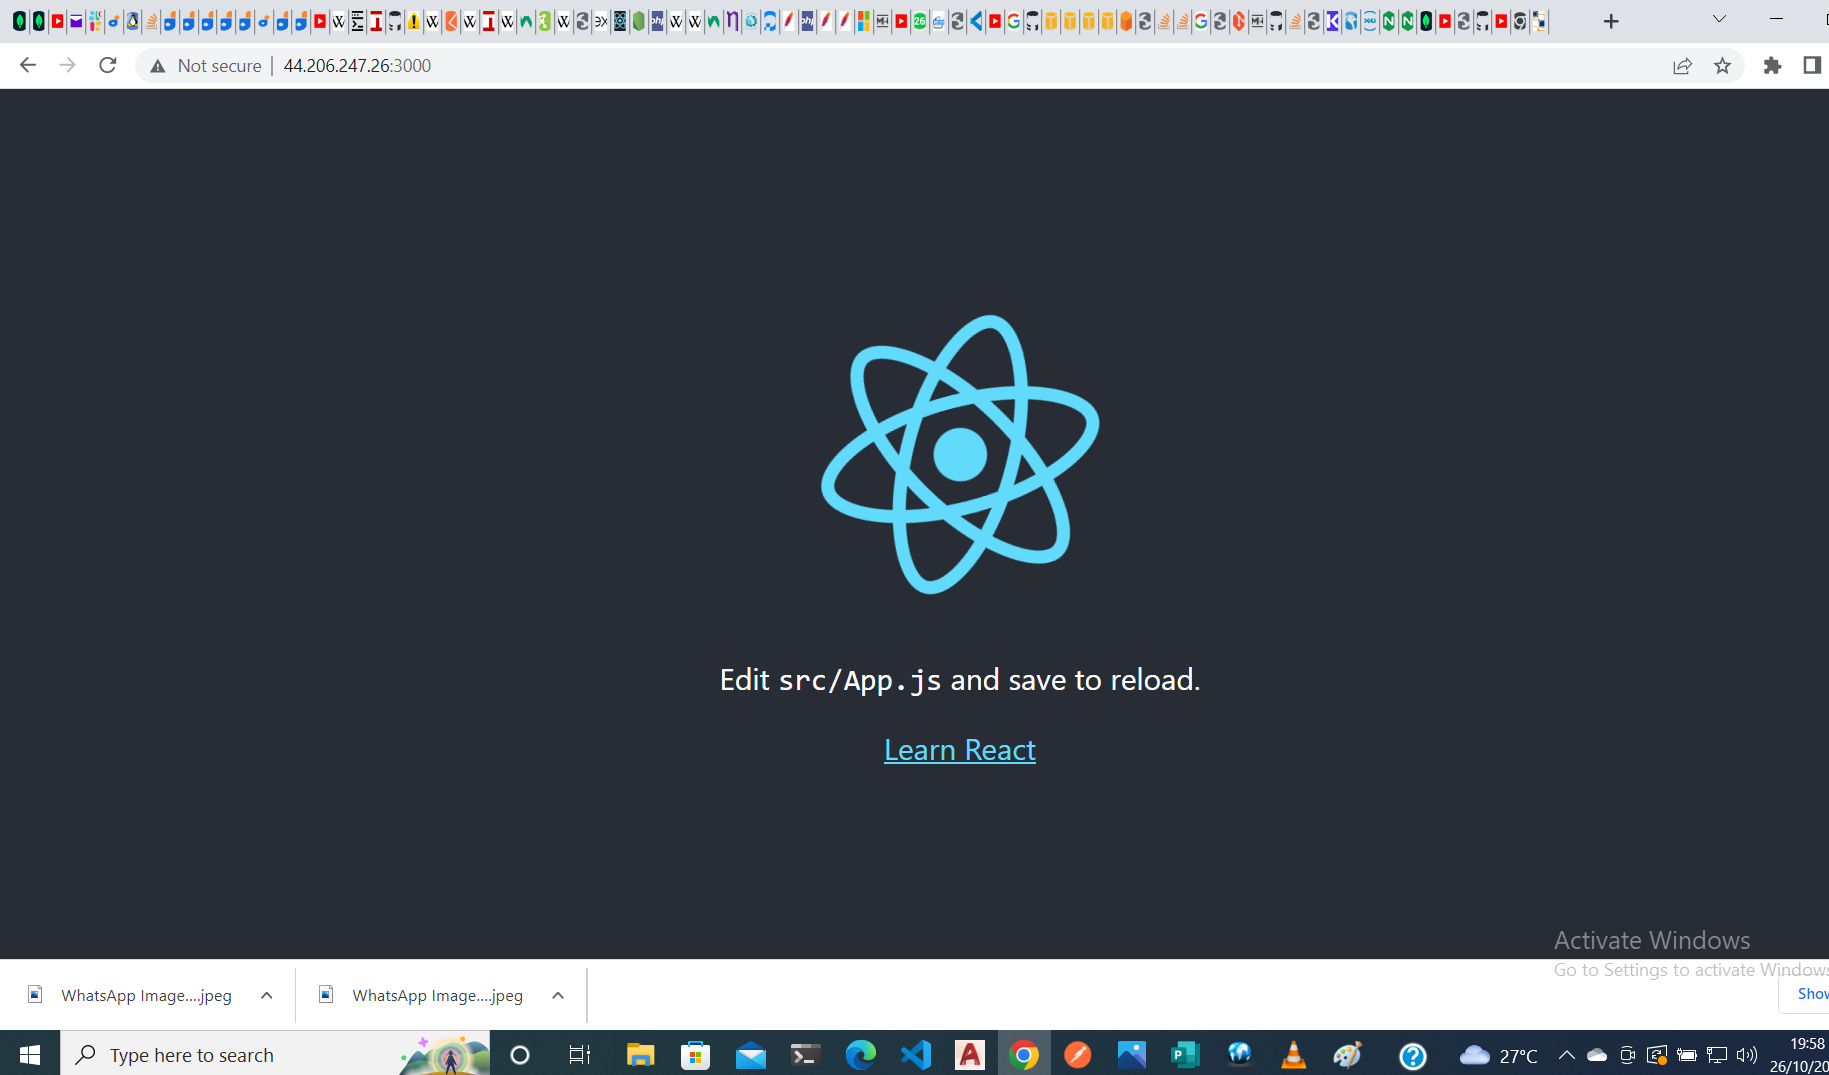 Not secure
44.206.247.26:3000
Edit src/App.js and save to reload.
Learn React
Activate Windows
Go to Settings to activate Windows
WhatsApp Image....jpeg
WhatsApp Image....jpeg
Show
Type here to search
27°C
19:58
26/10/20